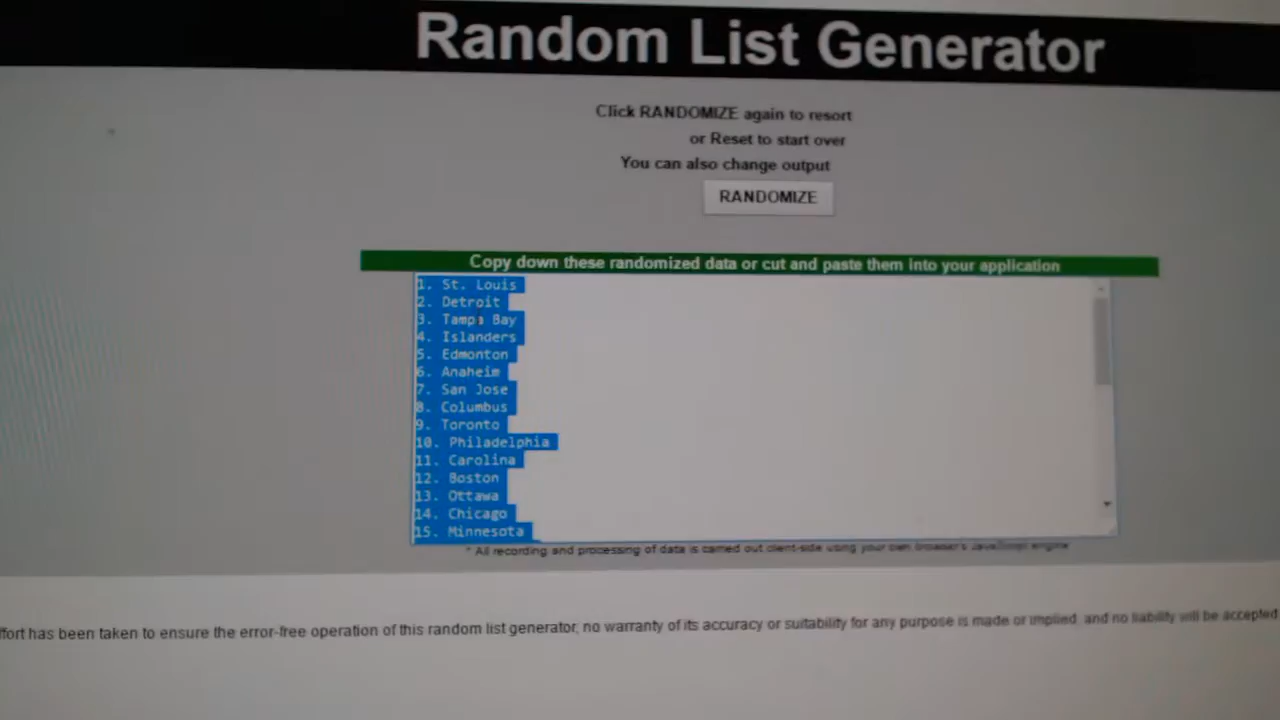 Random List Generator
Click RANDOMIZE again to resort
or Reset to start over
You can also change output
RANDOMIZE
Copy down these randomized data or cut and paste them into your application
1. St. Louis
2. Detroit
3. Tampa Bay
4. Islanders
5. Edmonton
6. Anaheim
7. San Jose
8. Columbus
9. Toronto
10. Philadelphia
11. Carolina
12. Boston
13. Ottawa
14. Chicago
15. Minnesota
* All recording and processing of data is carried out client-side using your own browser's JavaScript engine
ffort has been taken to ensure the error-free operation of this random list generator, no warranty of its accuracy or suitability for any purpose is made or implied, and no liability will be accepted